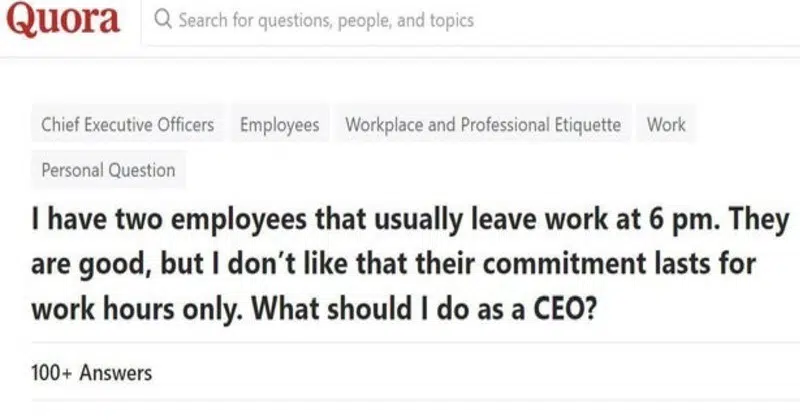 Quora
Search for questions, people, and topics
Chief Executive Officers
Employees
Workplace and Professional Etiquette
Work
Personal Question
I have two employees that usually leave work at 6 pm. They
are good, but I don't like that their commitment lasts for
work hours only. What should I do as a CEO?
100+ Answers